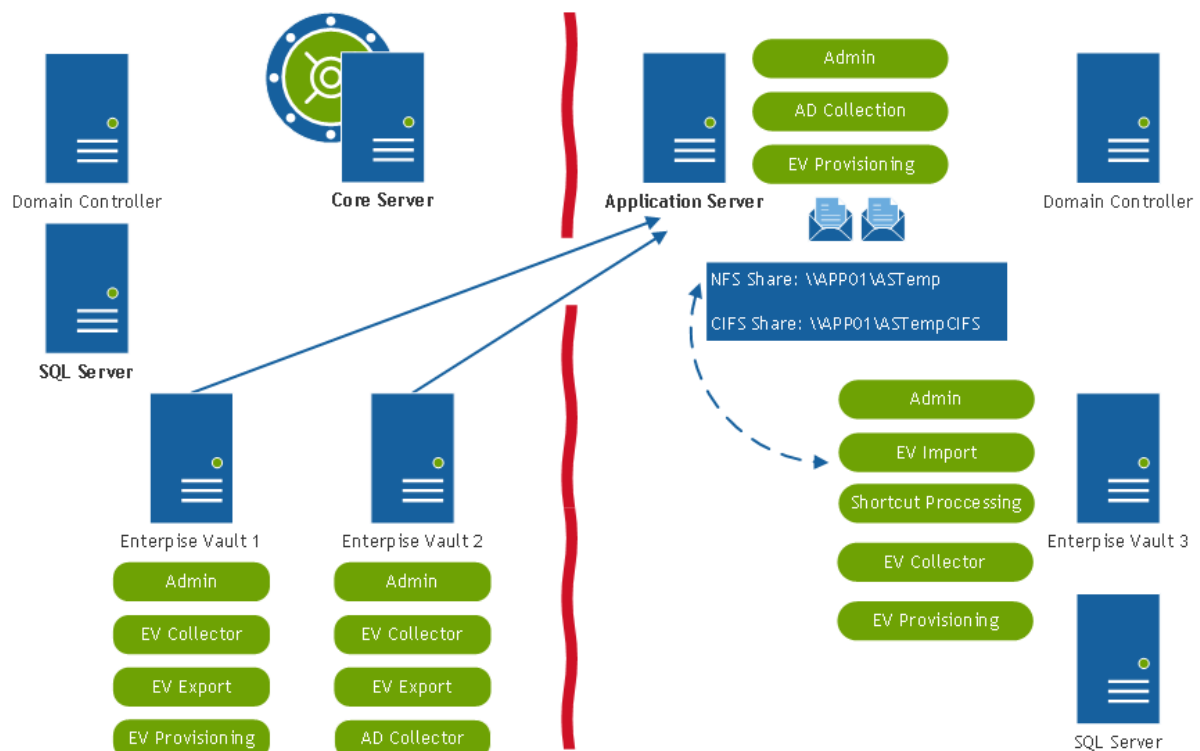 Domain Controller
Core Server
SQL Server
Enterpise Vault 1
Admin
EV Collector
EV Export
EV Provisioning
Enterpise Vault 2
Admin
EV Collector
EV Export
AD Collector
Application Server
Admin
AD Collection
EV Provisioning
Domain Controller
NFS Share: \\APP01\ASTemp
CIFS Share: \\APP01\ASTempCIFS
Admin
EV Import
Shortcut Proccessing
EV Collector
EV Provisioning
Enterpise Vault 3
SQL Server